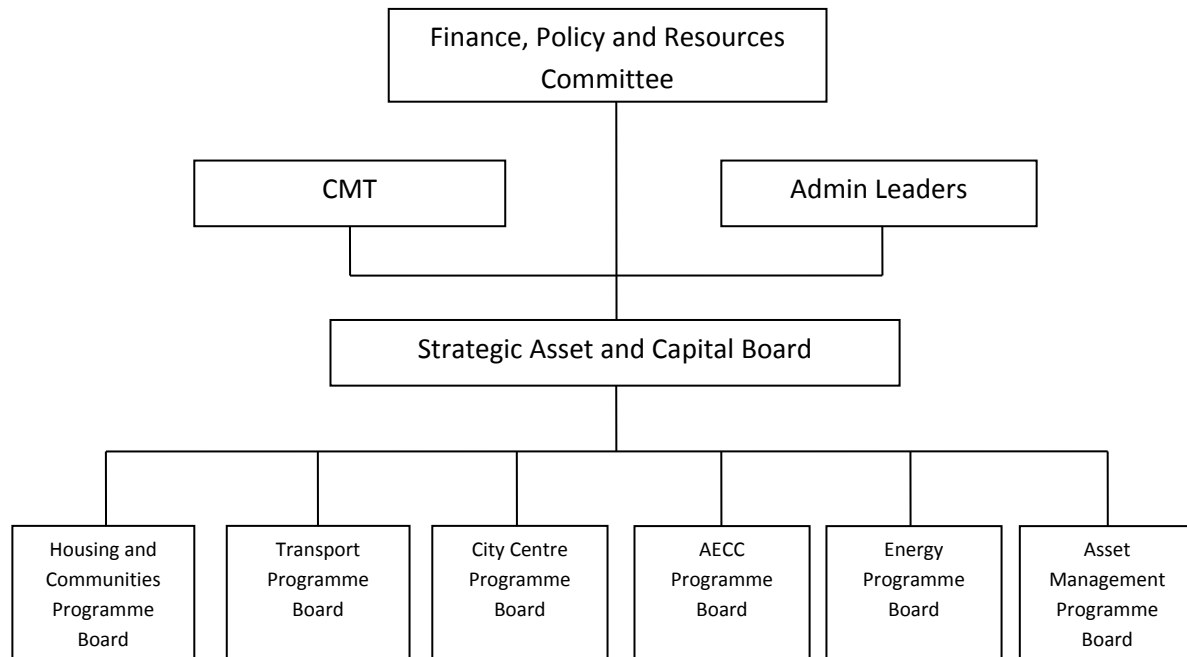 Finance, Policy and Resources
Committee
CMT
Admin Leaders
Strategic Asset and Capital Board
Housing and
Communities
Programme
Board
Transport
Programme
Board
City Centre
Programme
Board
AECC
Programme
Board
Energy
Programme
Board
Asset
Management
Programme
Board